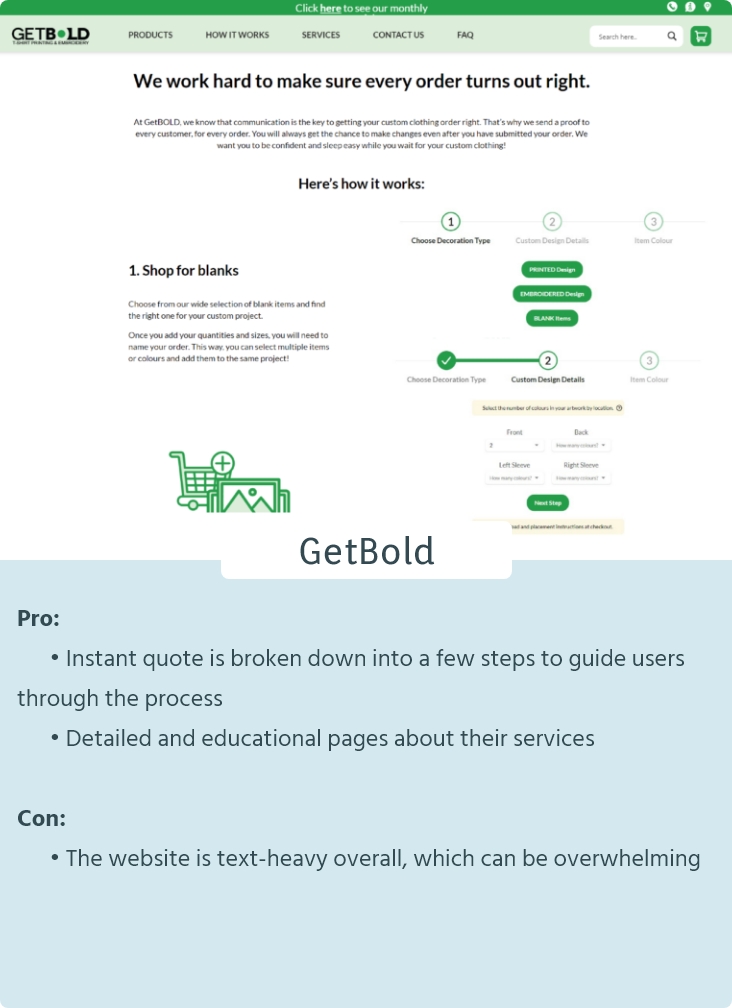 Click here to see our monthly
GETBOLD
T-SHIRT PRINTING & EMBROIDERY
PRODUCTS HOW IT WORKS SERVICES CONTACT US FAQ
Search here..
We work hard to make sure every order turns out right.
At GetBOLD, we know that communication is the key to getting your custom clothing order right. That's why we send a proof to
every customer, for every order. You will always get the chance to make changes even after you have submitted your order. We
want you to be confident and sleep easy while you wait for your custom clothing!
Here's how it works:
1 2 3
Choose Decoration Type Custom Design Details Item Colour
1. Shop for blanks
Choose from our wide selection of blank items and find
the right one for your custom project.
Once you add your quantities and sizes, you will need to
name your order. This way, you can select multiple items
or colours and add them to the same project!
PRINTED Design
EMBROIDERED Design
BLANK Items
2 3
Choose Decoration Type Custom Design Details Item Colour
Select the number of colours in your artwork by location.
Front Back
2 How many colours?
Left Sleeve Right Sleeve
How many colours? How many colours?
Next Step
and placement instructions at checkout.
GetBold
Pro:
• Instant quote is broken down into a few steps to guide users
through the process
• Detailed and educational pages about their services
Con:
• The website is text-heavy overall, which can be overwhelming